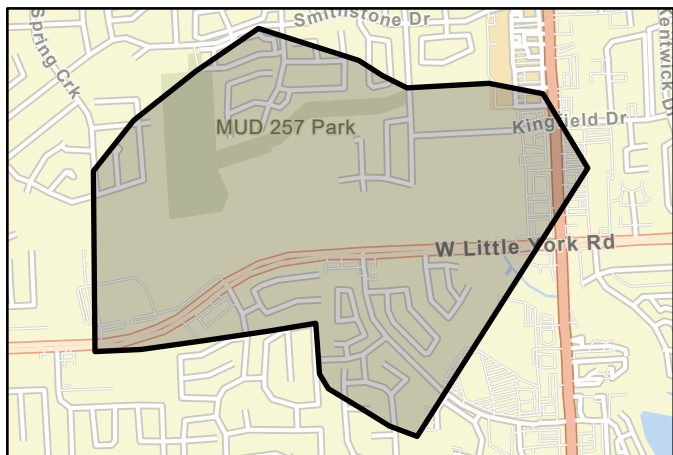 Smithstone Dr
Spring Crk
Kentwick Dr
MUD 257 Park
Kingfield Dr
W Little York Rd